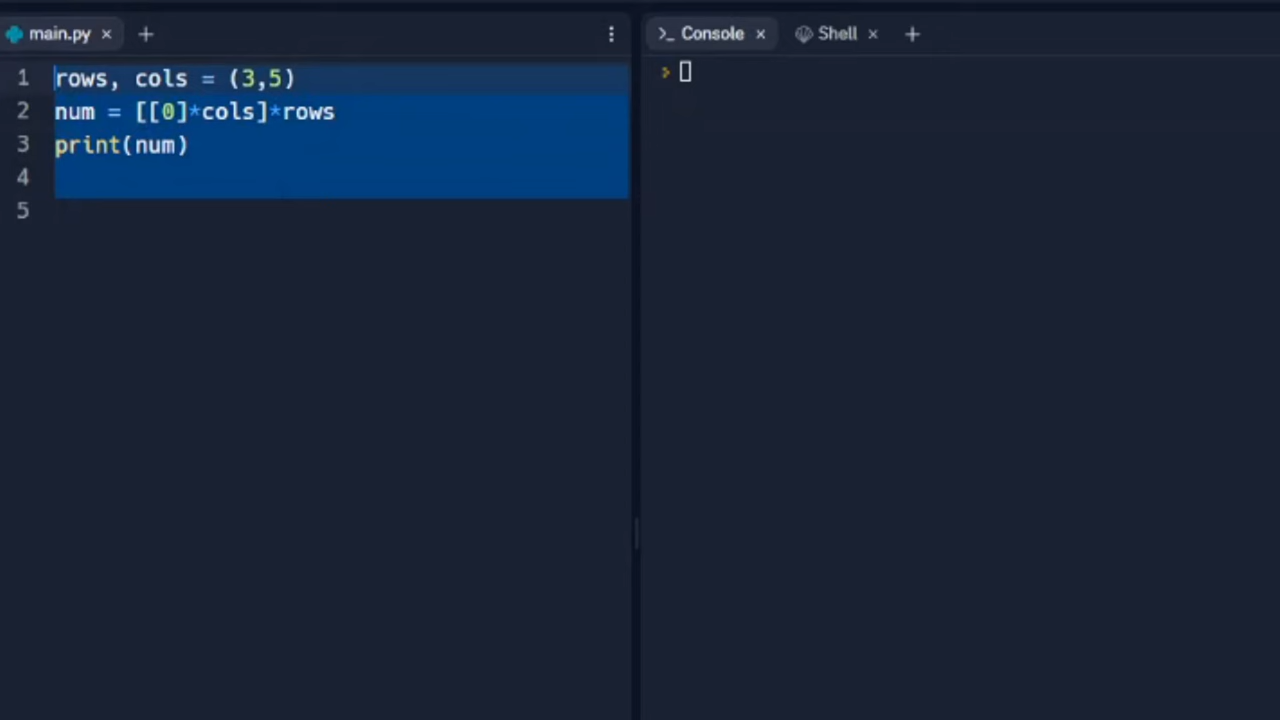 main.py × +
1 rows, cols = (3,5)
2 num = [[0]*cols]*rows
3 print(num)
4
5
>_ Console × Shell × +